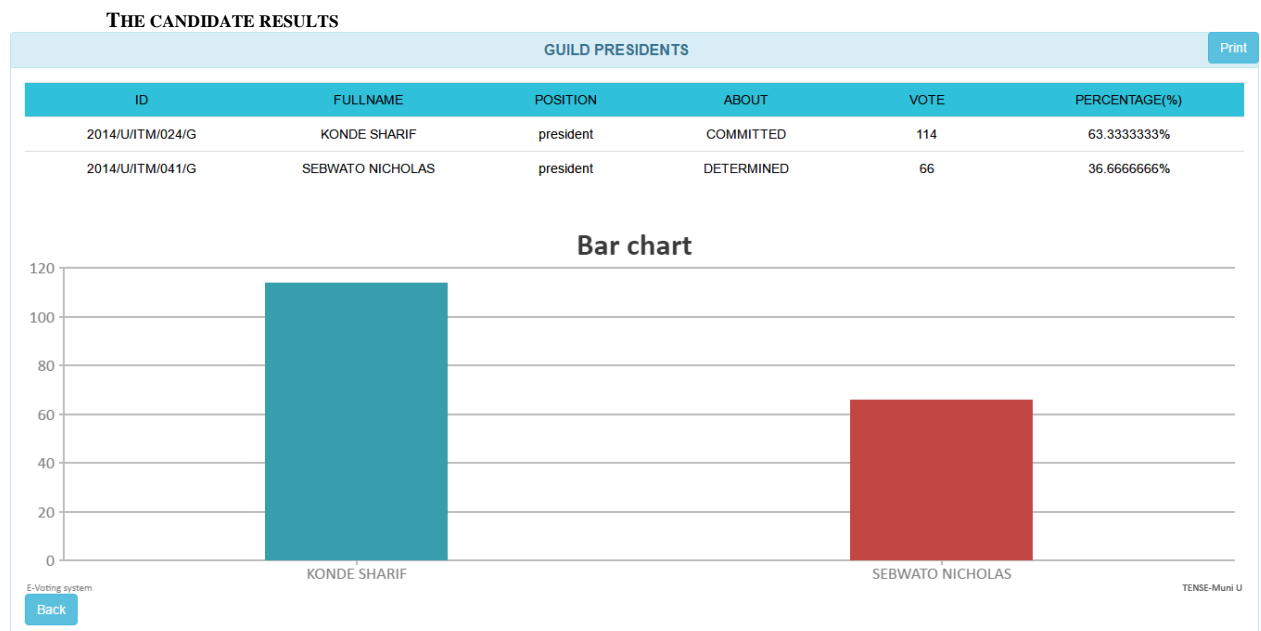 THE CANDIDATE RESULTS
GUILD PRESIDENTS
Print
ID FULLNAME POSITION ABOUT VOTE PERCENTAGE(%)
2014/U/ITM/024/G KONDE SHARIF president COMMITTED 114 63.3333333%
2014/U/ITM/041/G SEBWATO NICHOLAS president DETERMINED 66 36.6666666%
Bar chart
120
100
80
60
40
20
0
KONDE SHARIF SEBWATO NICHOLAS
E-Voting system TENSE-Muni U
Back